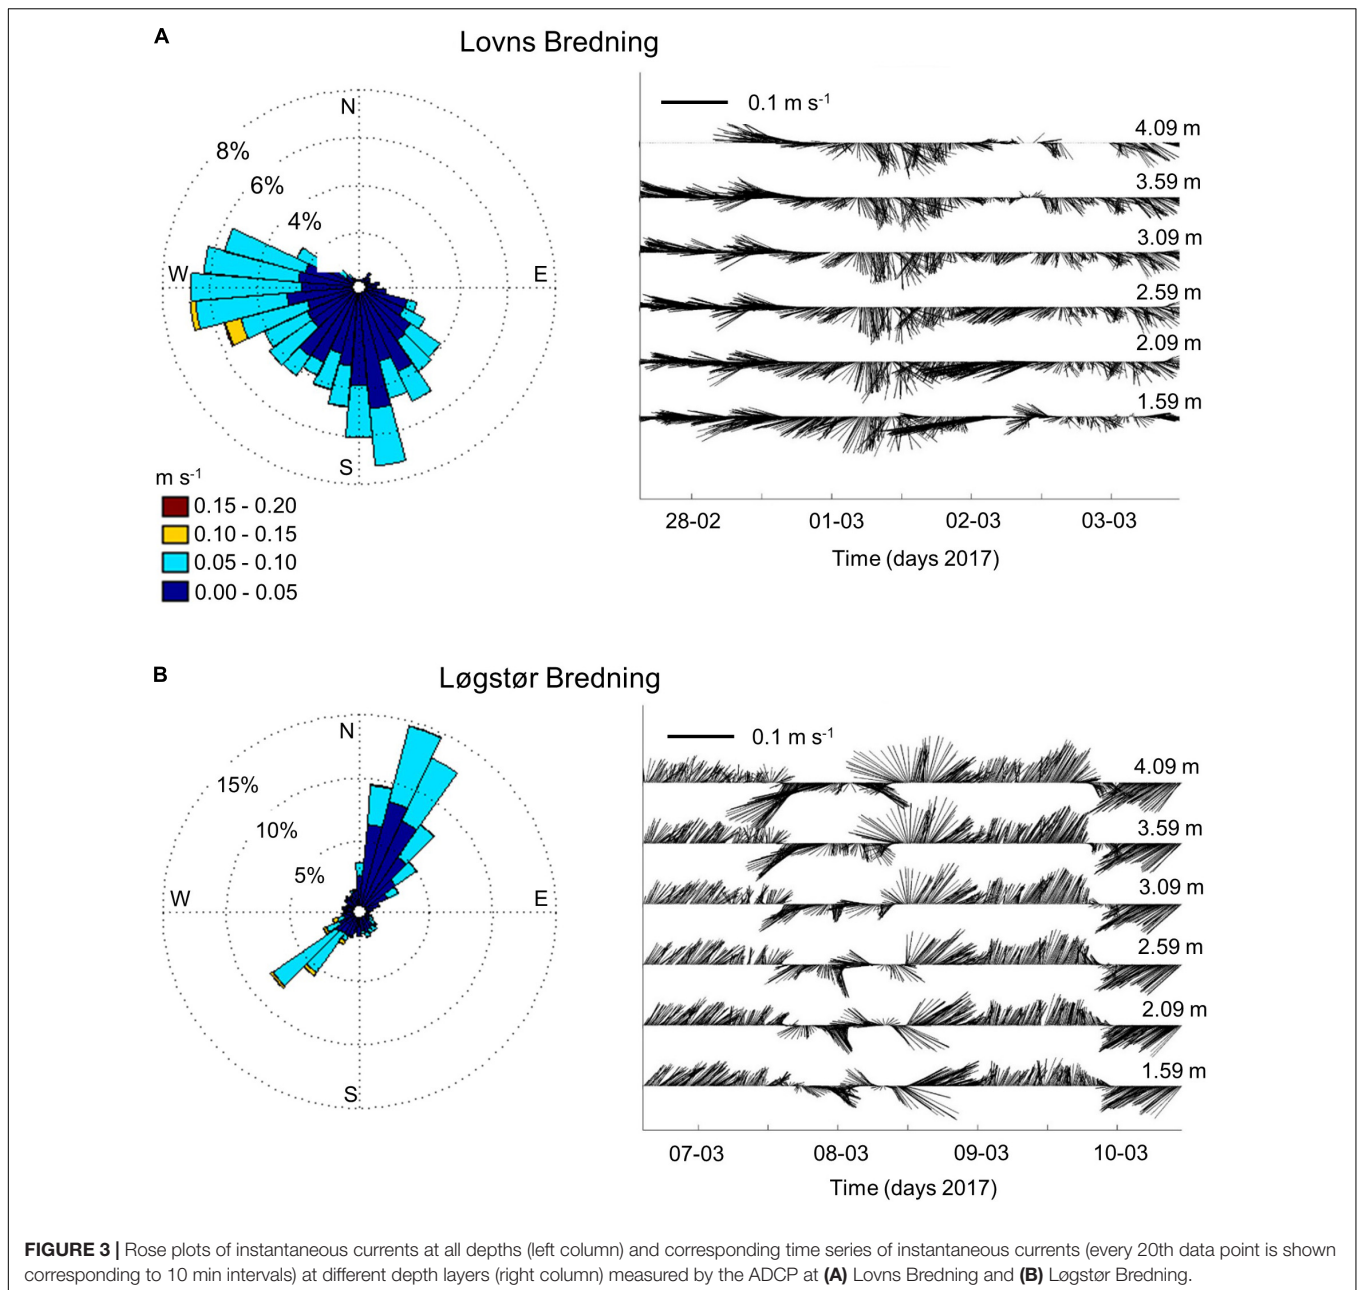 A
Lovns Bredning
N
8%
6%
4%
W
E
S
m s-1
0.15 - 0.20
0.10 - 0.15
0.05 - 0.10
0.00 - 0.05
0.1 m s-1
4.09 m
3.59 m
3.09 m
2.59 m
2.09 m
1.59 m
28-02 01-03 02-03 03-03
Time (days 2017)
B
Løgstør Bredning
N
15%
10%
5%
W
E
S
0.1 m s-1
4.09 m
3.59 m
3.09 m
2.59 m
2.09 m
1.59 m
07-03 08-03 09-03 10-03
Time (days 2017)
FIGURE 3 | Rose plots of instantaneous currents at all depths (left column) and corresponding time series of instantaneous currents (every 20th data point is shown
corresponding to 10 min intervals) at different depth layers (right column) measured by the ADCP at (A) Lovns Bredning and (B) Løgstør Bredning.